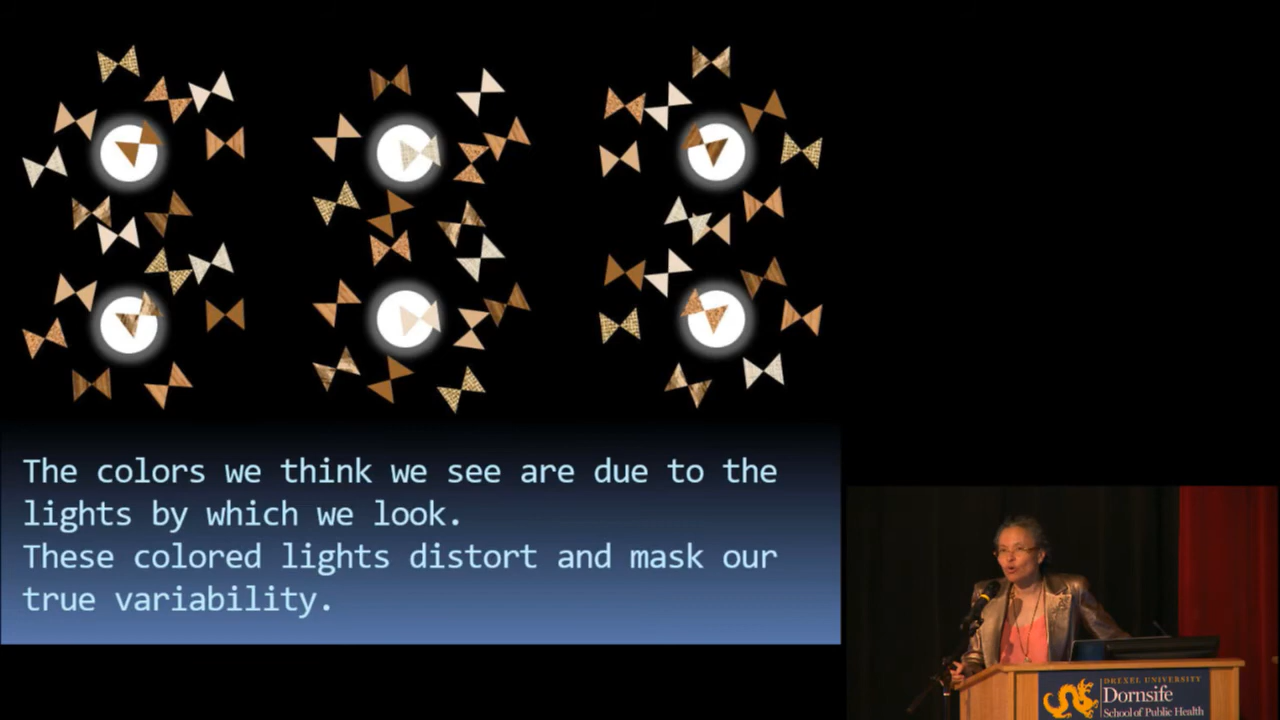 The colors we think we see are due to the
lights by which we look.
These colored lights distort and mask our
true variability.
DREXEL UNIVERSITY
Dornsife
School of Public Health